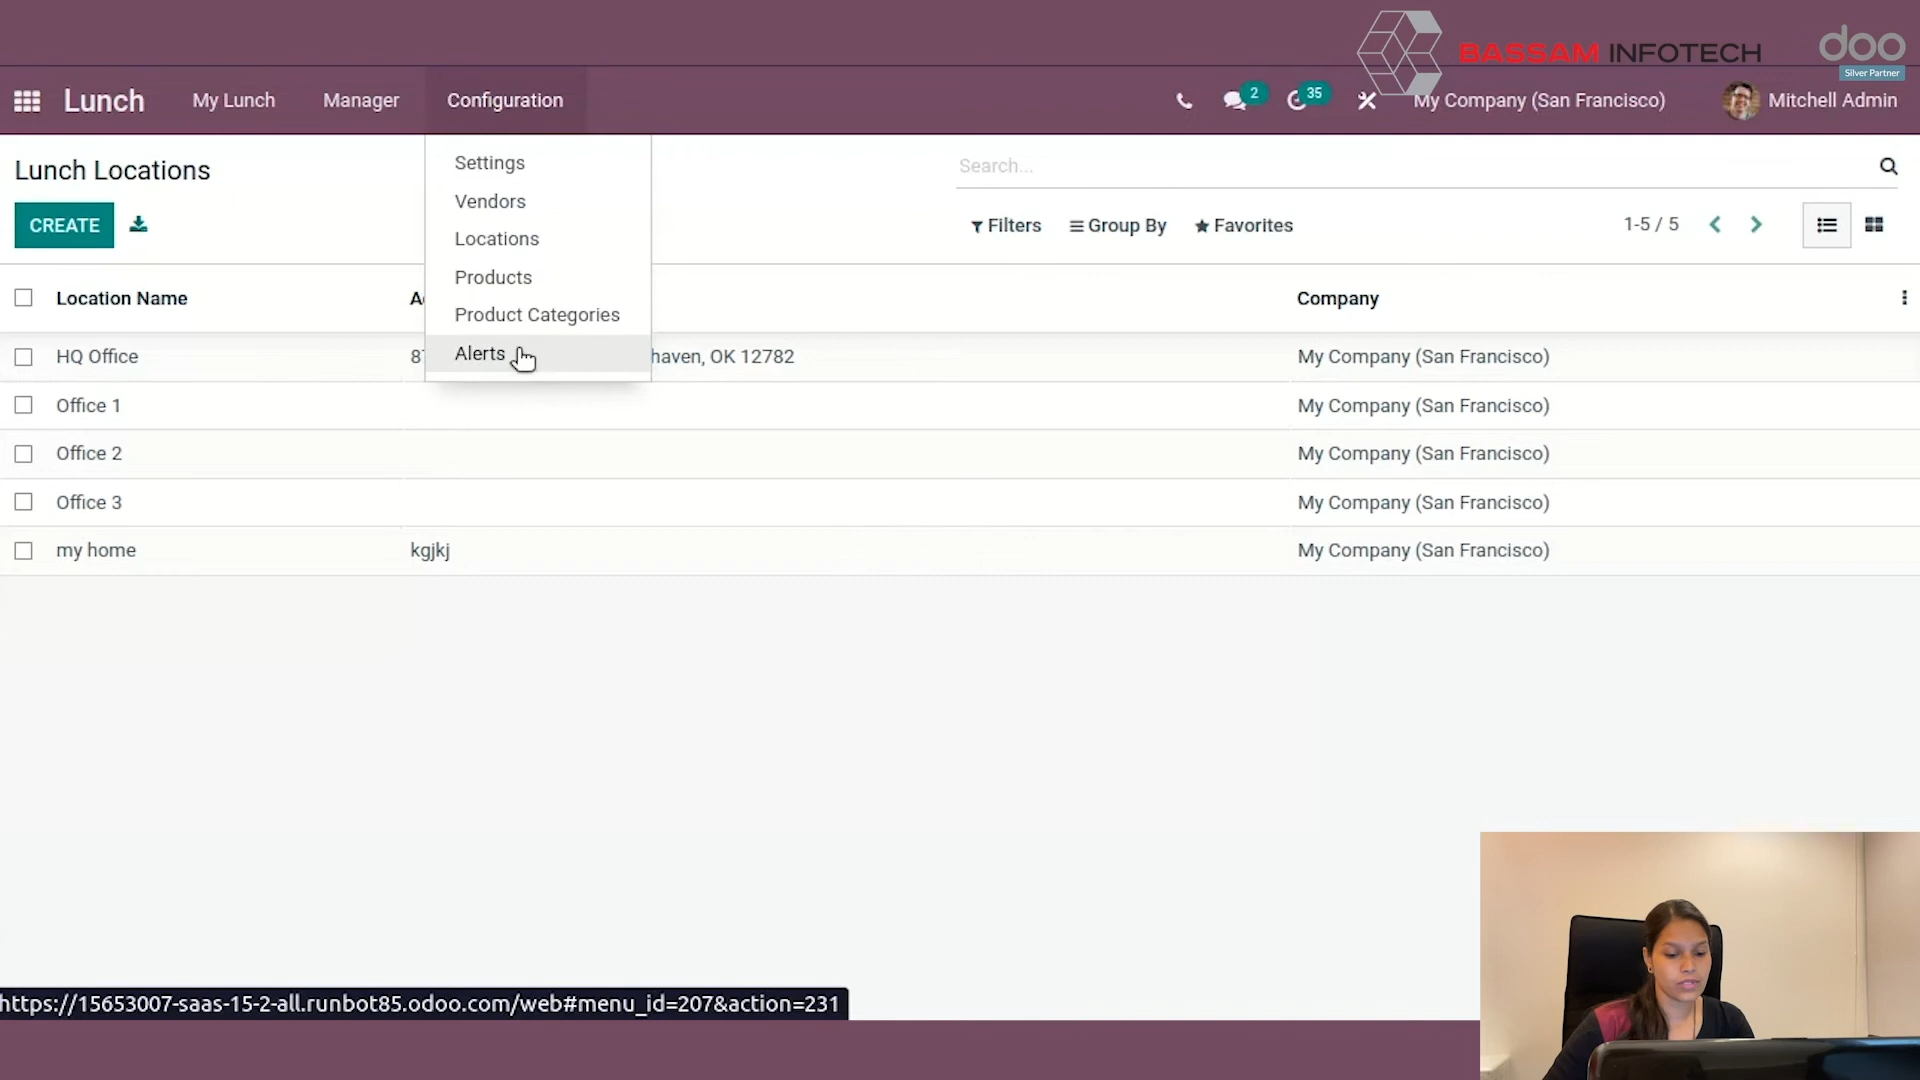 BASSAM INFOTECH
doo
Silver Partner
Lunch
My Lunch
Manager
Configuration
2
35
My Company (San Francisco)
Mitchell Admin
Lunch Locations
Search...
CREATE
Filters
Group By
Favorites
1-5 / 5
Settings
Vendors
Locations
Products
Product Categories
Alerts
Location Name
Company
HQ Office
haven, OK 12782
My Company (San Francisco)
Office 1
My Company (San Francisco)
Office 2
My Company (San Francisco)
Office 3
My Company (San Francisco)
my home
kgjkj
My Company (San Francisco)
https://15653007-saas-15-2-all.runbot85.odoo.com/web#menu_id=207&action=231